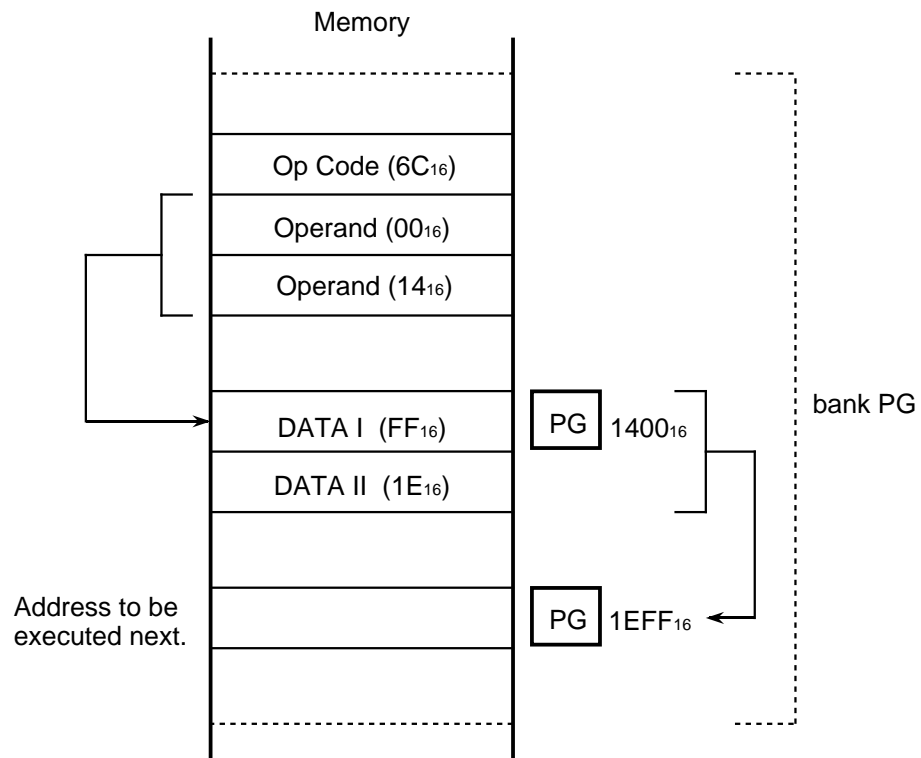 Memory
Op Code (6C₁₆)
Operand (00₁₆)
Operand (14₁₆)
DATA I (FF₁₆)
PG 1400₁₆
bank PG
DATA II (1E₁₆)
Address to be
executed next.
PG 1EFF₁₆